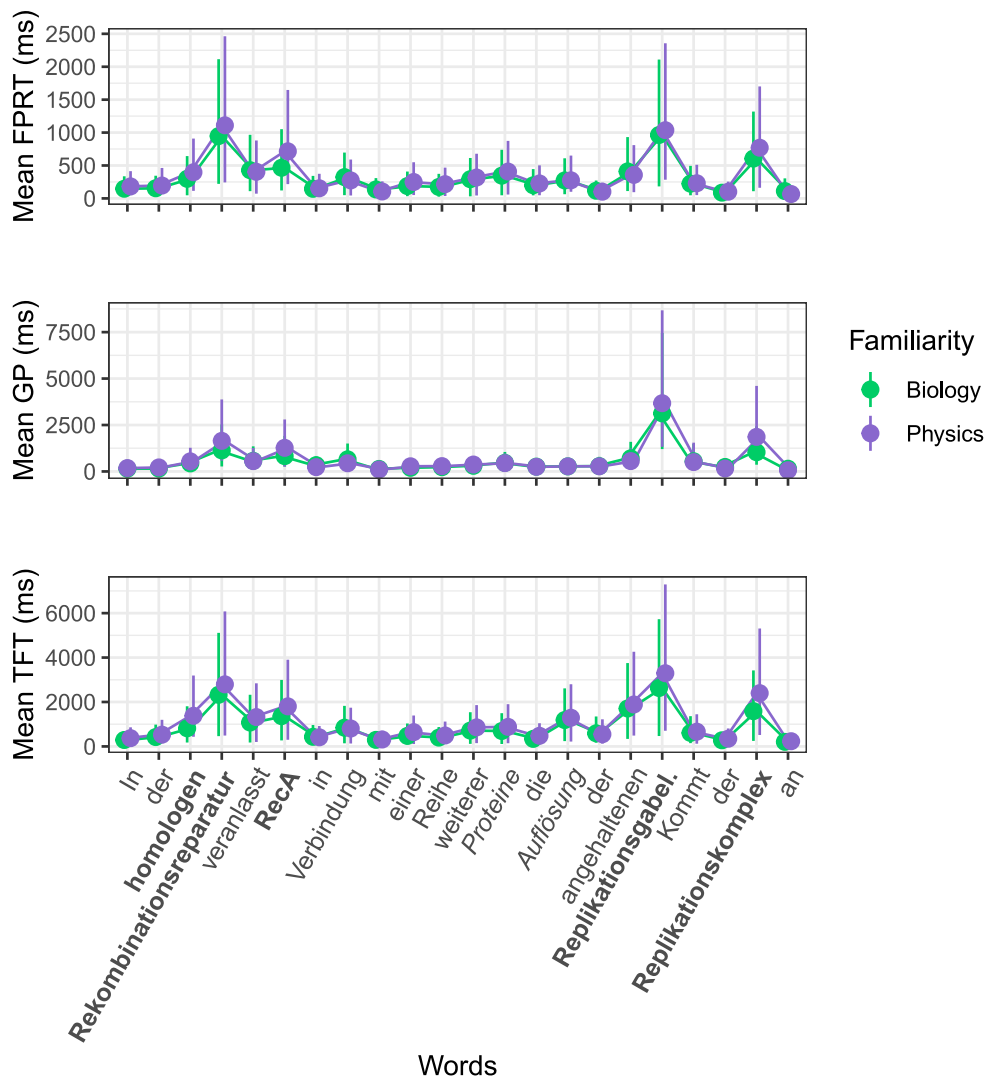 Mean FPRT (ms)
2500
2000
1500
1000
500
0
Mean GP (ms)
7500
5000
2500
0
Mean TFT (ms)
6000
4000
2000
0
In
der
homologen
Rekombinationsreparatur
veranlasst
RecA
in
Verbindung
mit
einer
Reihe
weiterer
Proteine
die
Auflösung
der
angehaltenen
Replikationsgabel.
Kommt
der
Replikationskomplex
an
Words
Familiarity
Biology
Physics